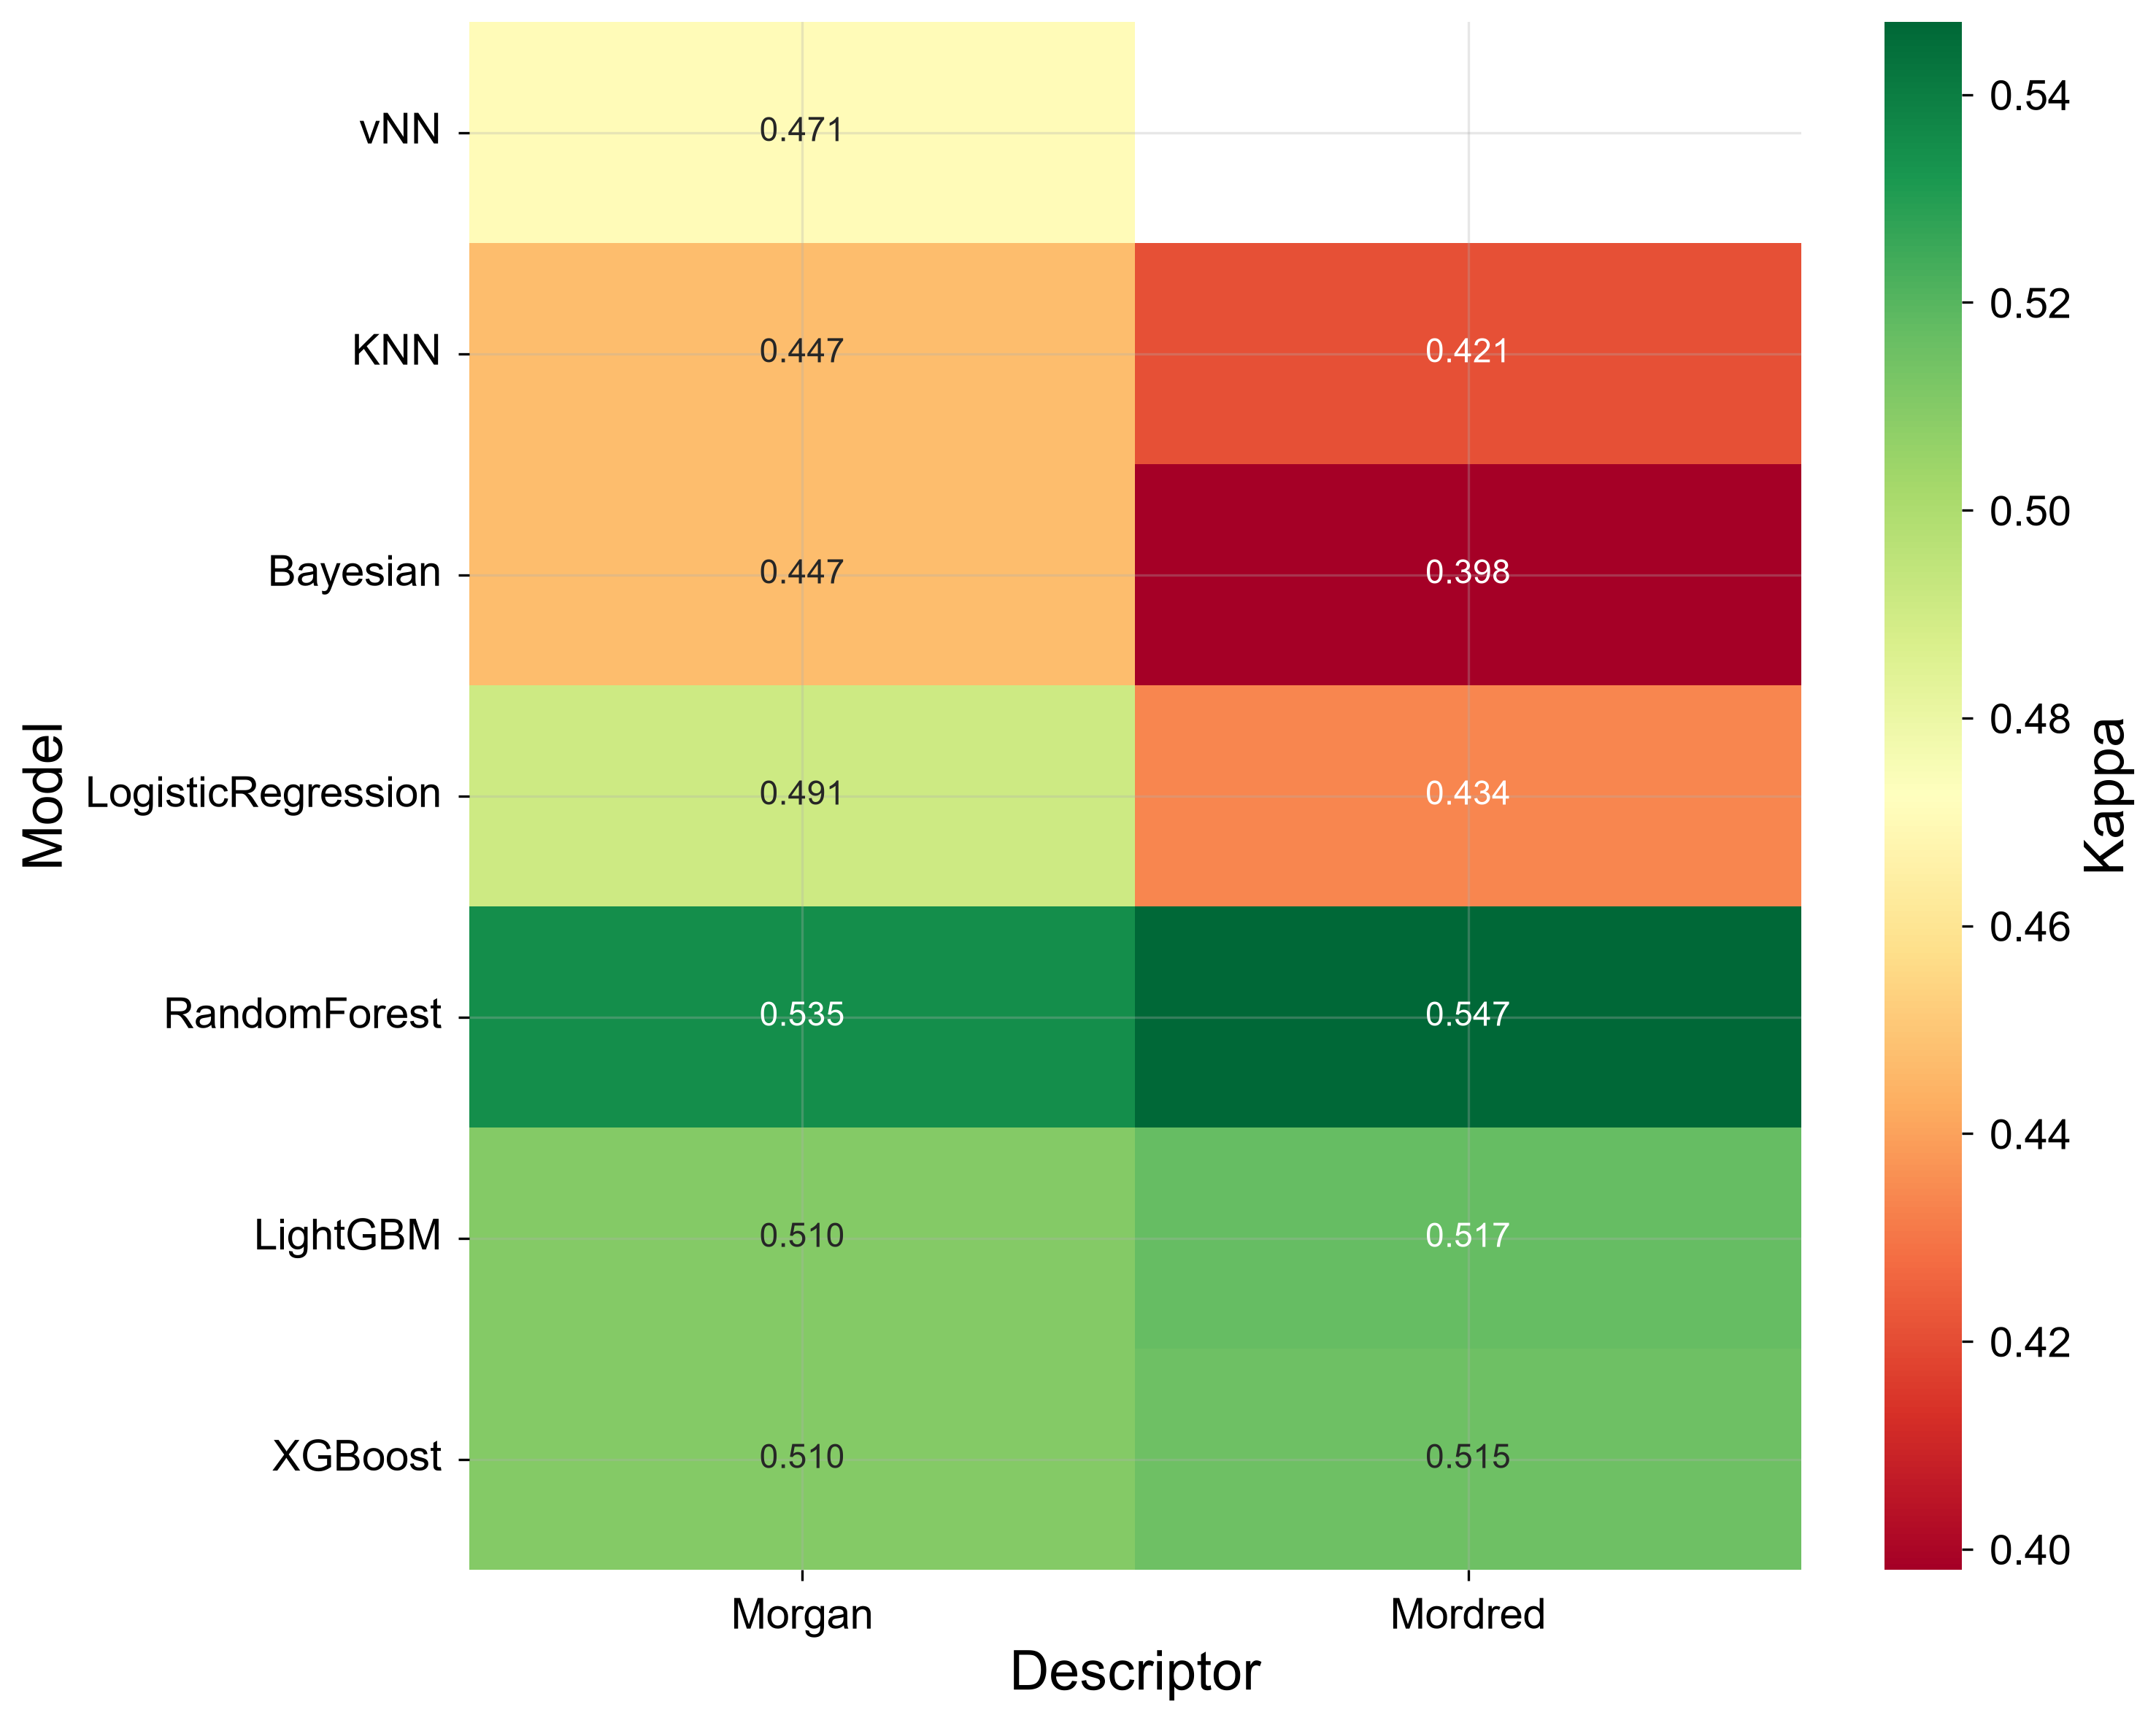 Model
vNN
0.471
KNN
0.447
0.421
Bayesian
0.447
0.398
LogisticRegression
0.491
0.434
RandomForest
0.535
0.547
LightGBM
0.510
0.517
XGBoost
0.510
0.515
Morgan
Mordred
Descriptor
0.54
0.52
0.50
0.48
0.46
0.44
0.42
0.40
Kappa